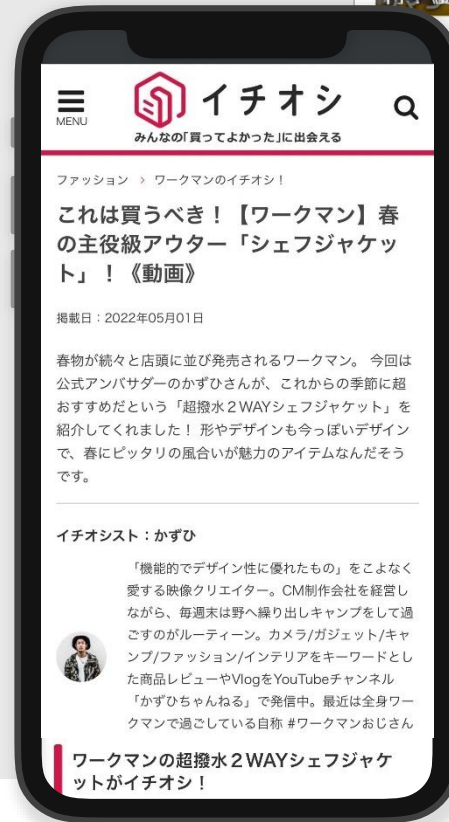 MENU
イチオシ
みんなの「買ってよかった」に出会える
ファッション > ワークマンのイチオシ！
これは買うべき！【ワークマン】春
の主役級アウター「シェフジャケッ
ト」！《動画》
掲載日：2022年05月01日
春物が続々と店頭に並び発売されるワークマン。 今回は
公式アンバサダーのかずひさんが、これからの季節に超
おすすめだという「超撥水２WAYシェフジャケット」を
紹介してくれました！ 形やデザインも今っぽいデザイン
で、春にピッタリの風合いが魅力のアイテムなんだそう
です。
イチオシスト：かずひ
「機能的でデザイン性に優れたもの」をこよなく
愛する映像クリエイター。CM制作会社を経営し
ながら、毎週末は野へ繰り出しキャンプをして過
ごすのがルーティーン。カメラ/ガジェット/キャ
ンプ/ファッション/インテリアをキーワードとし
た商品レビューやVlogをYouTubeチャンネル
「かずひちゃんねる」で発信中。最近は全身ワー
クマンで過ごしている自称 #ワークマンおじさん
ワークマンの超撥水２WAYシェフジャケ
ットがイチオシ！